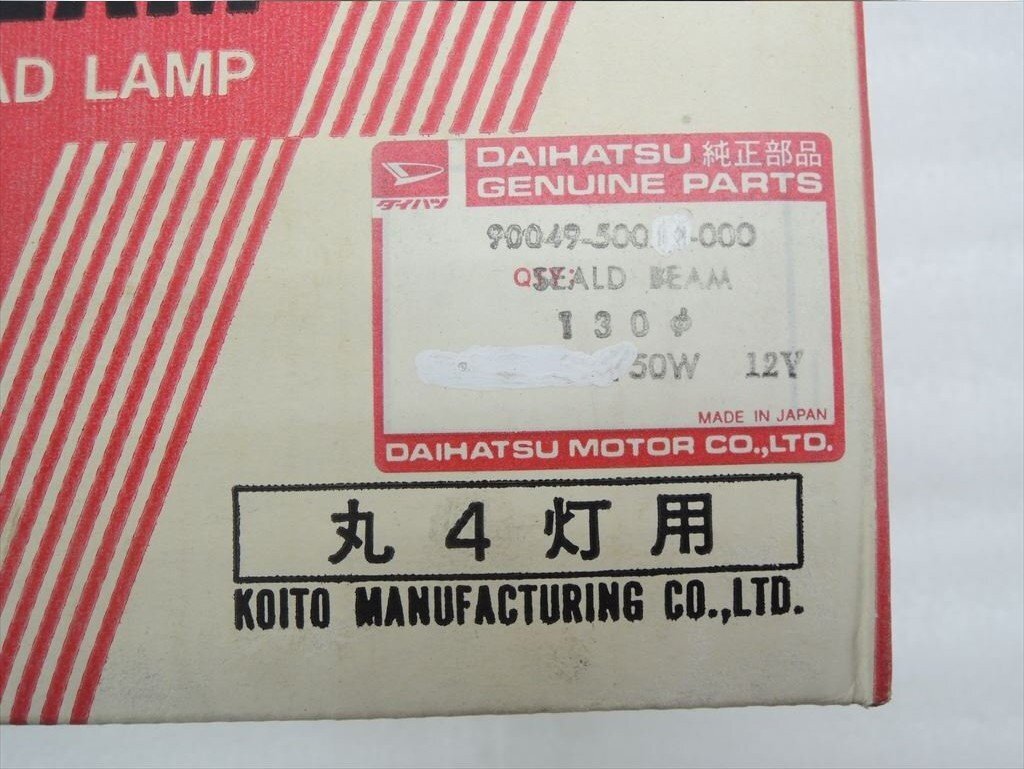 AD LAMP
DAIHATSU 純正部品
GENUINE PARTS
ダイハツ
SEALD BEAM
130φ
50W 12V
MADE IN JAPAN
DAIHATSU MOTOR CO.,LTD.
丸4灯用
KOITO MANUFACTURING CO.,LTD.